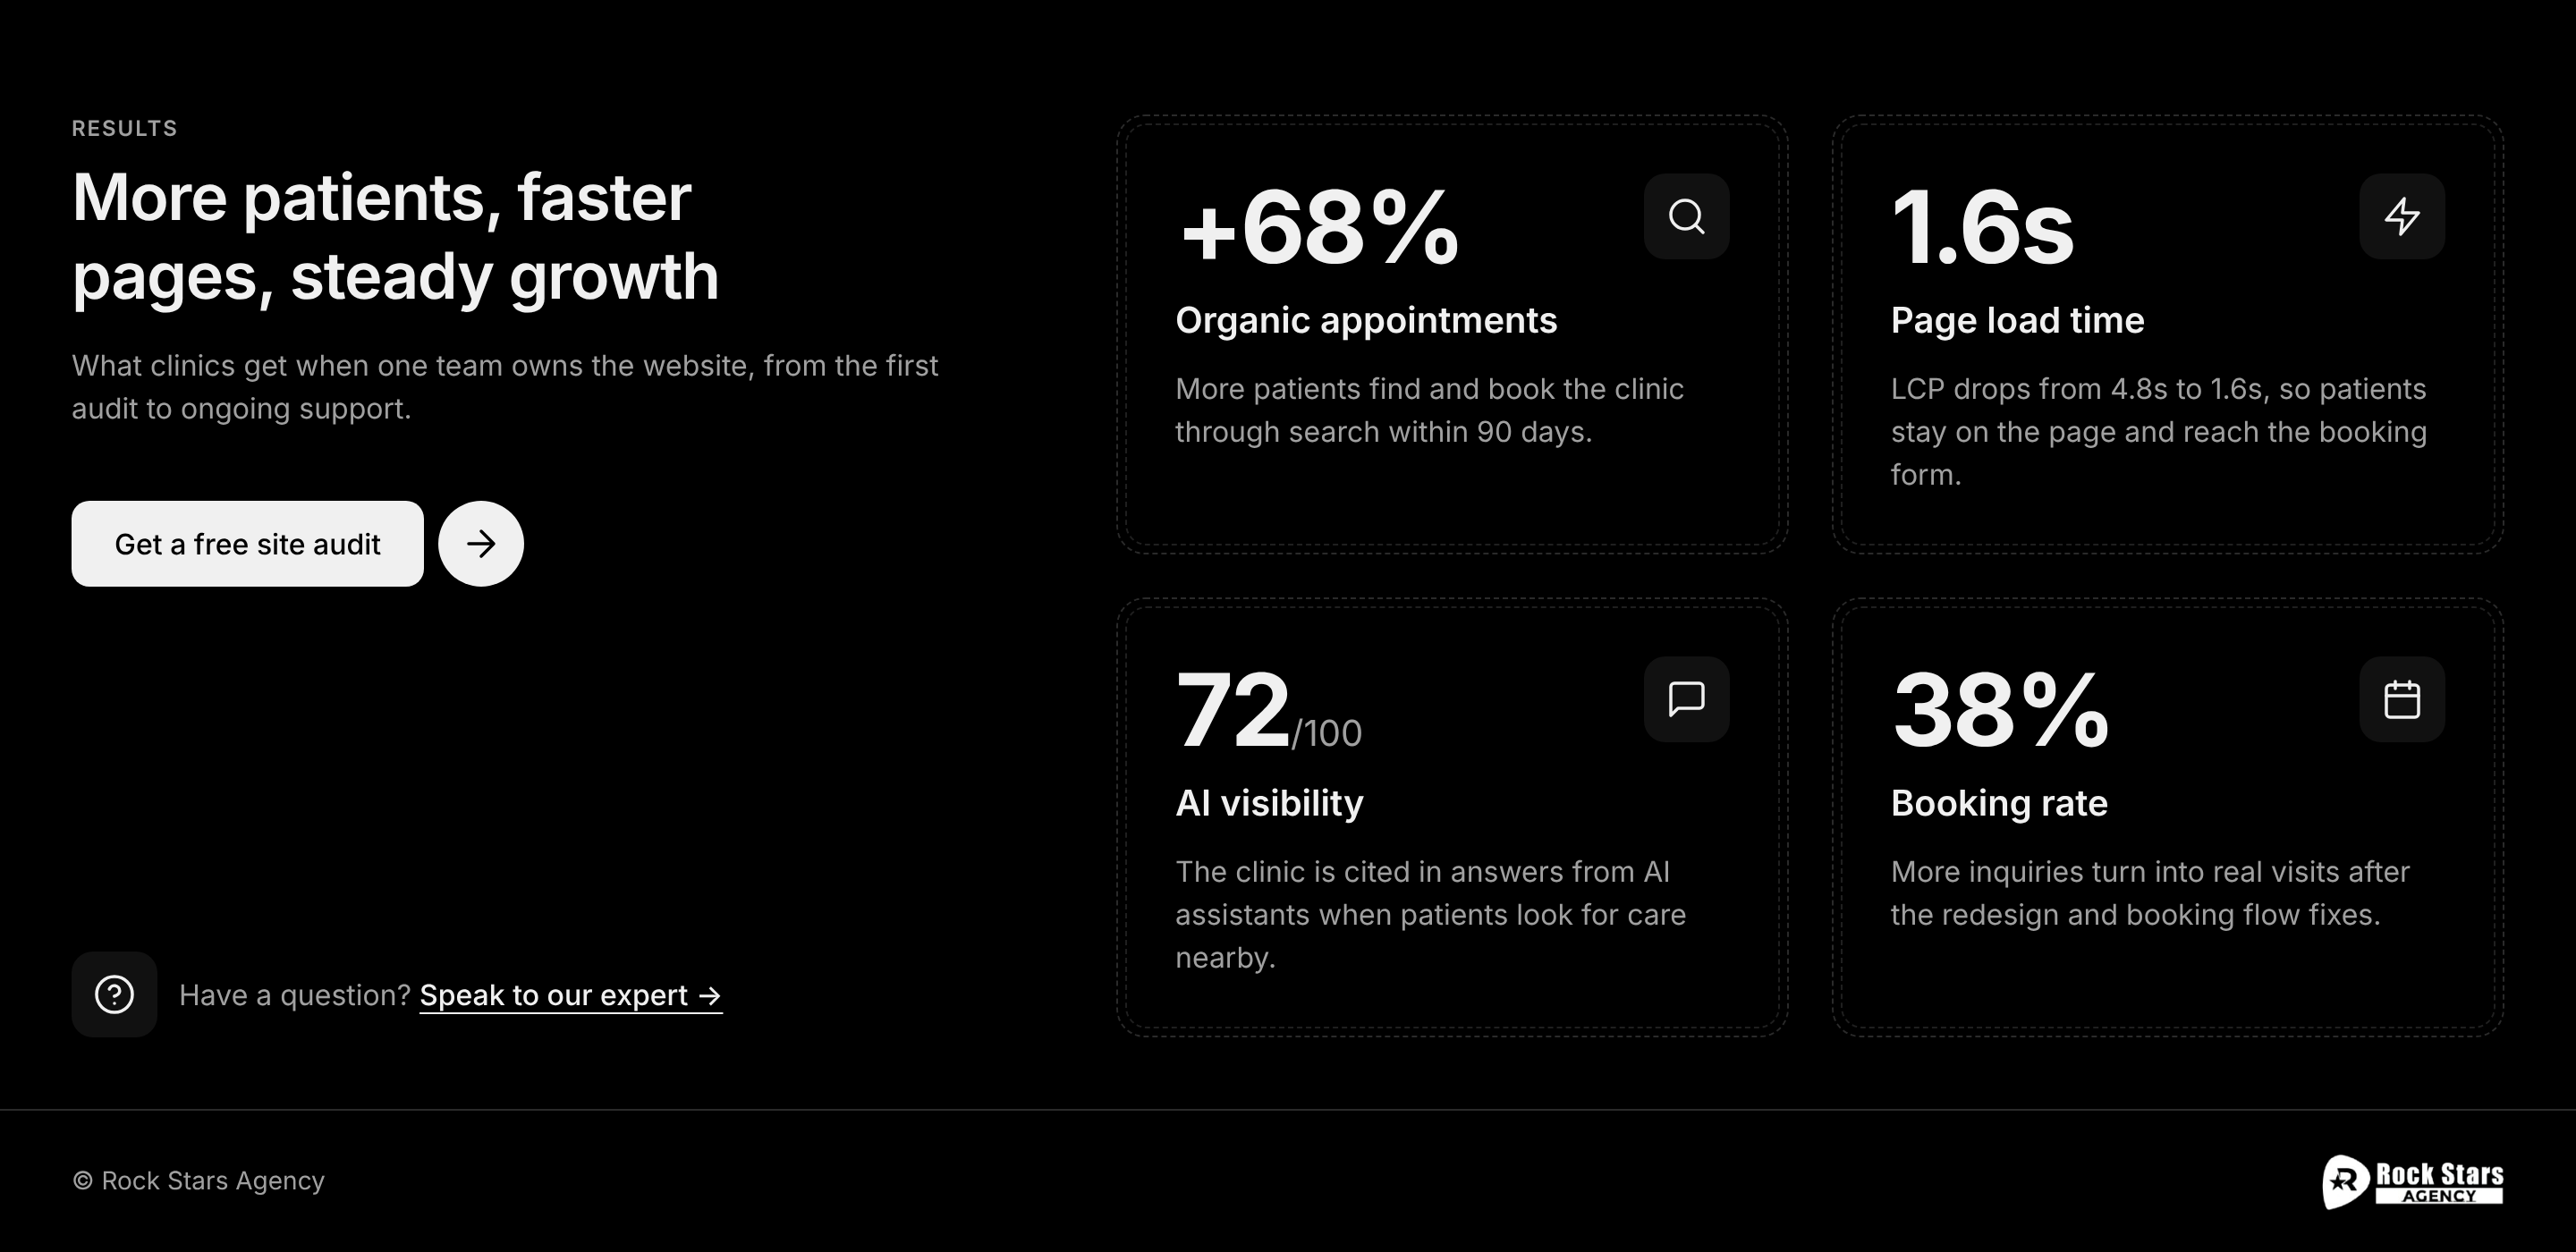 RESULTS
More patients, faster
pages, steady growth
What clinics get when one team owns the website, from the first
audit to ongoing support.
Get a free site audit →
Have a question? Speak to our expert →
+68%
Organic appointments
More patients find and book the clinic
through search within 90 days.
1.6s
Page load time
LCP drops from 4.8s to 1.6s, so patients
stay on the page and reach the booking
form.
72/100
AI visibility
The clinic is cited in answers from AI
assistants when patients look for care
nearby.
38%
Booking rate
More inquiries turn into real visits after
the redesign and booking flow fixes.
© Rock Stars Agency
R
Rock Stars
AGENCY